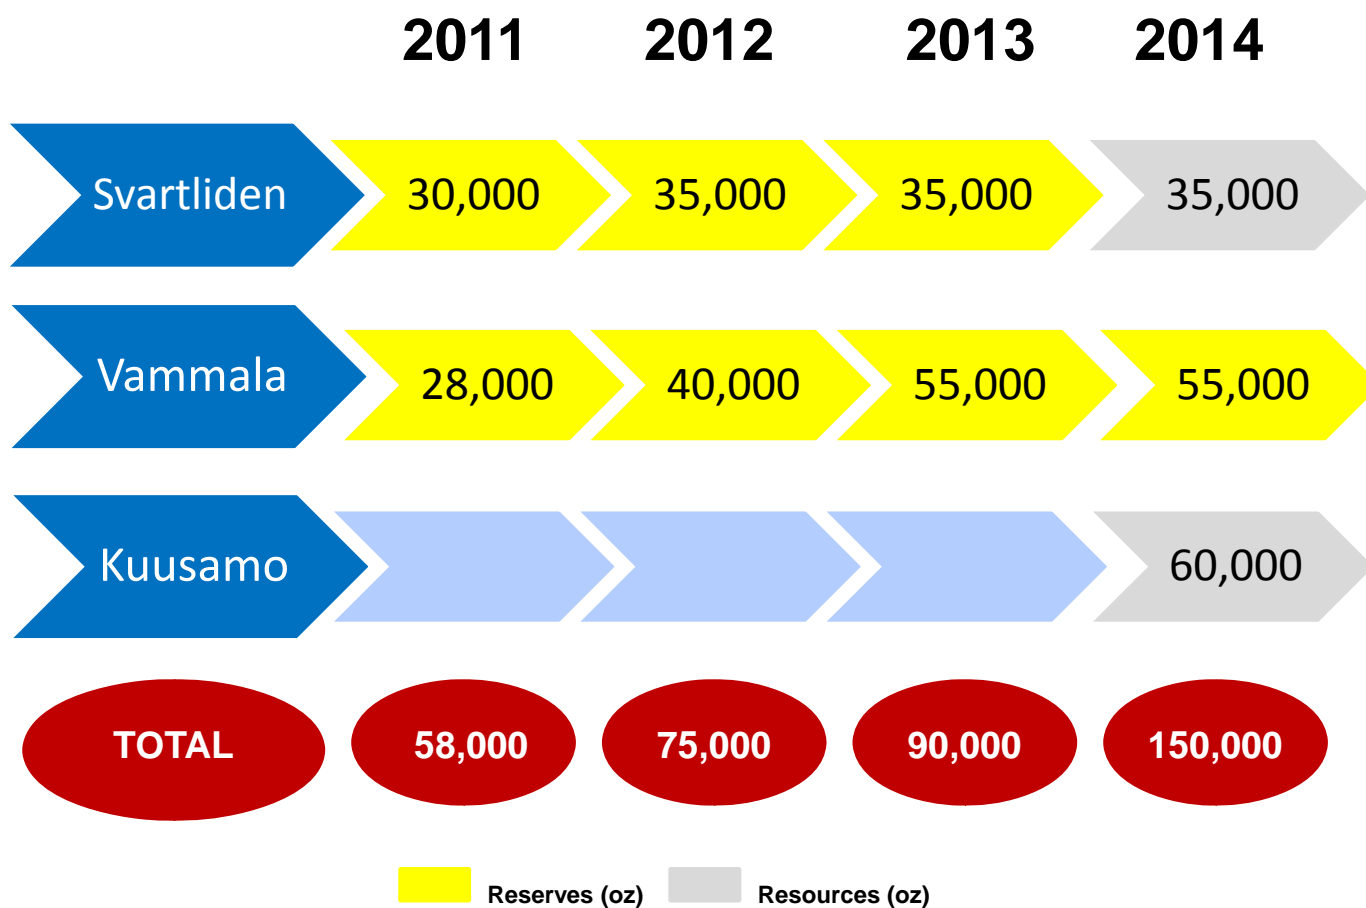 2011 2012 2013 2014
Svartliden 30,000 35,000 35,000 35,000
Vammala 28,000 40,000 55,000 55,000
Kuusamo 60,000
TOTAL 58,000 75,000 90,000 150,000
Reserves (oz) Resources (oz)